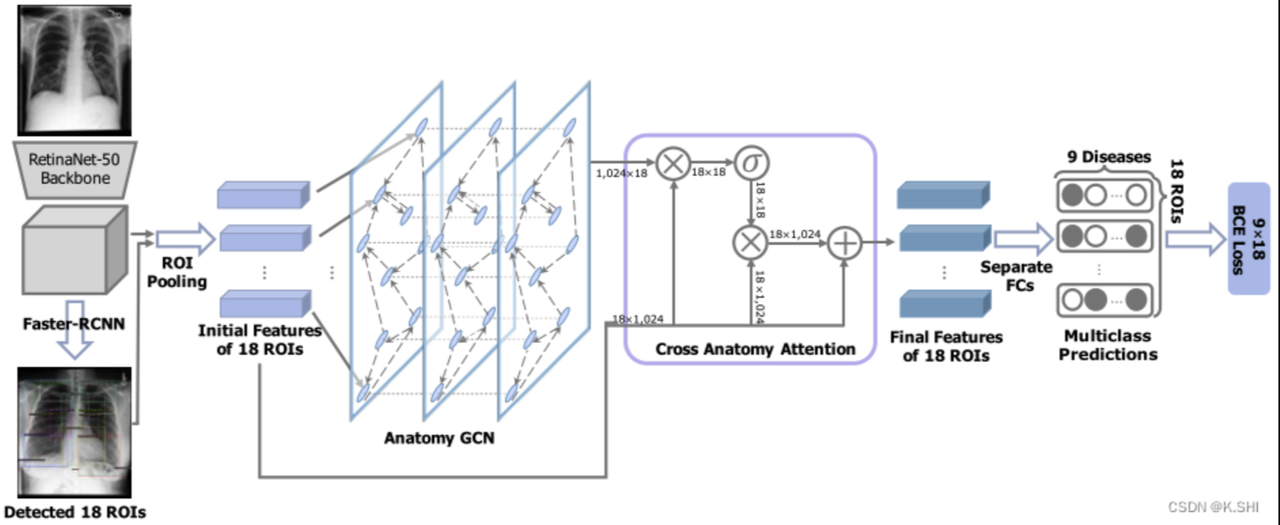 RetinaNet-50
Backbone
Faster-RCNN
Detected 18 ROIs
ROI
Pooling
Initial Features
of 18 ROIs
Anatomy GCN
1,024×18
18×18
σ
18×18
18×1,024
18×1,024
18×1,024
Cross Anatomy Attention
Final Features
of 18 ROIs
Separate
FCs
9 Diseases
18 ROIs
Multiclass
Predictions
9×18
BCE Loss
CSDN @K.SHI